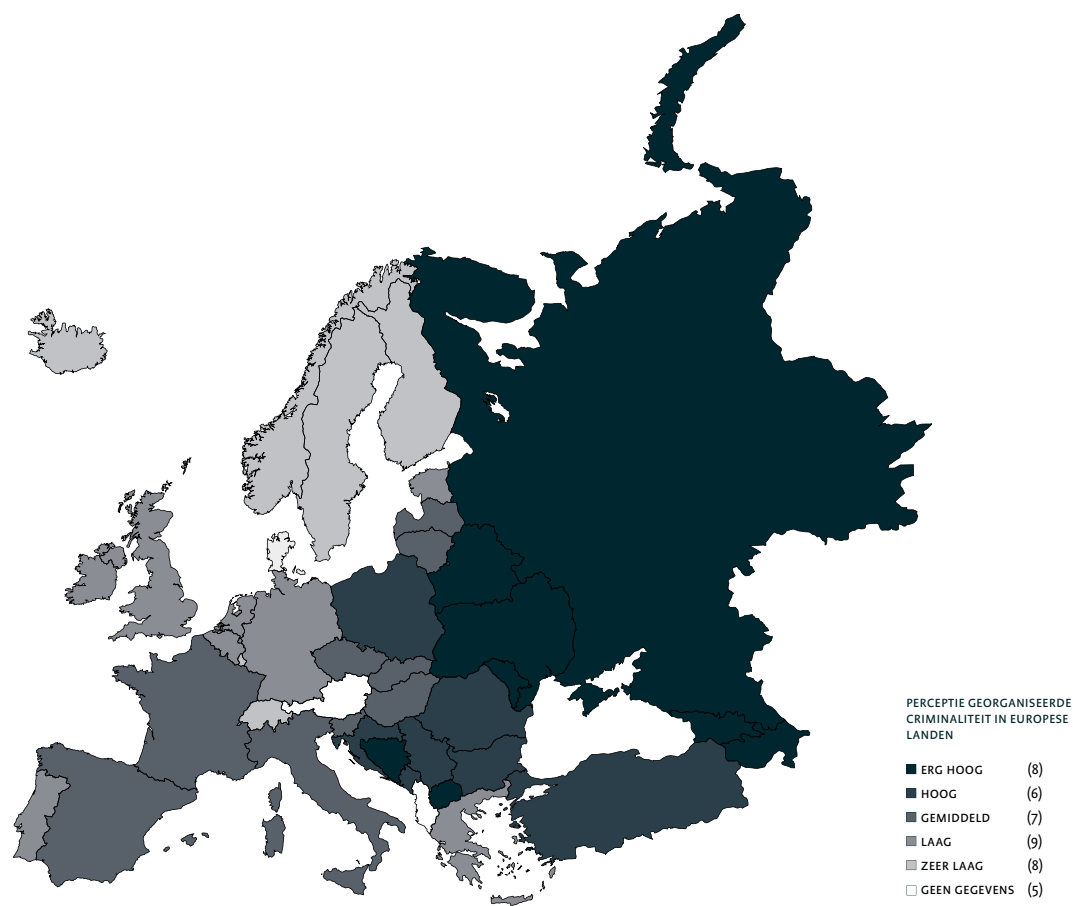 PERCEPTIE GEORGANISEERDE
CRIMINALITEIT IN EUROPESE
LANDEN
ERG HOOG (8)
HOOG (6)
GEMIDDELD (7)
LAAG (9)
ZEER LAAG (8)
GEEN GEGEVENS (5)